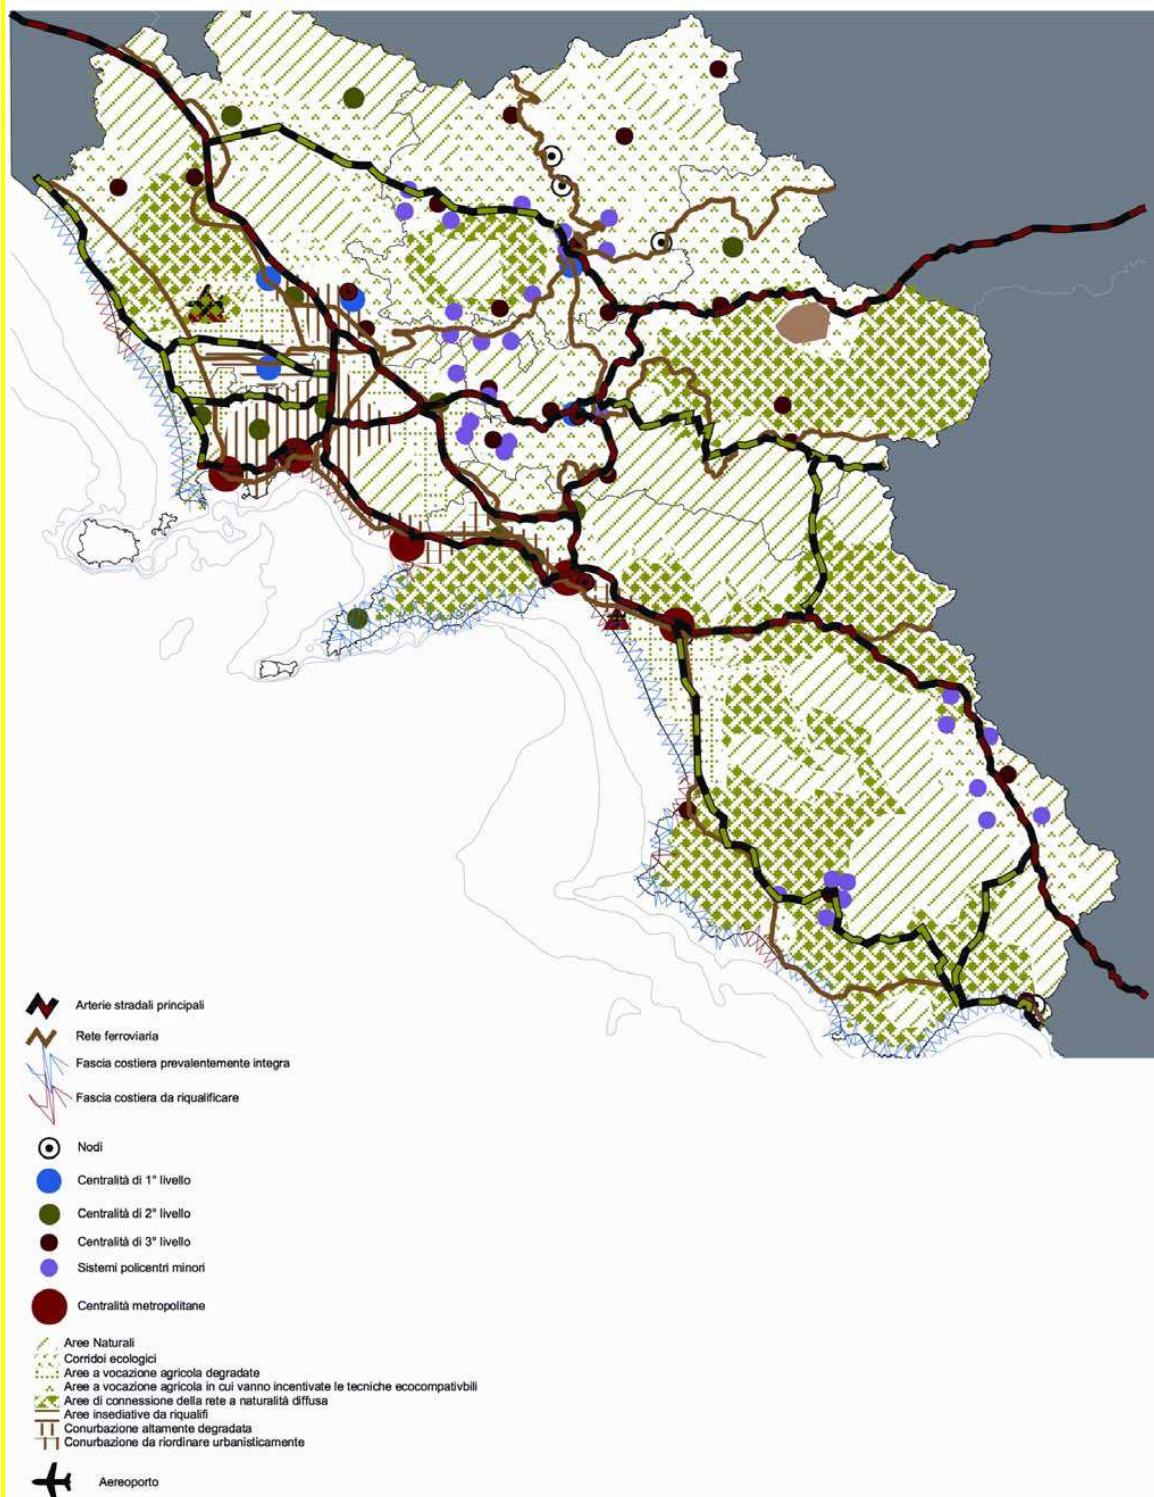 Arterie stradali principali
Rete ferroviaria
Fascia costiera prevalentemente integra
Fascia costiera da riqualificare
Nodi
Centralità di 1° livello
Centralità di 2° livello
Centralità di 3° livello
Sistemi policentri minori
Centralità metropolitane
Aree Naturali
Corridoi ecologici
Aree a vocazione agricola degradate
Aree a vocazione agricola in cui vanno incentivate le tecniche ecocompativbili
Aree di connessione della rete a naturalità diffusa
Aree insediative da riqualifi
Conurbazione altamente degradata
Conurbazione da riordinare urbanisticamente
Aereoporto